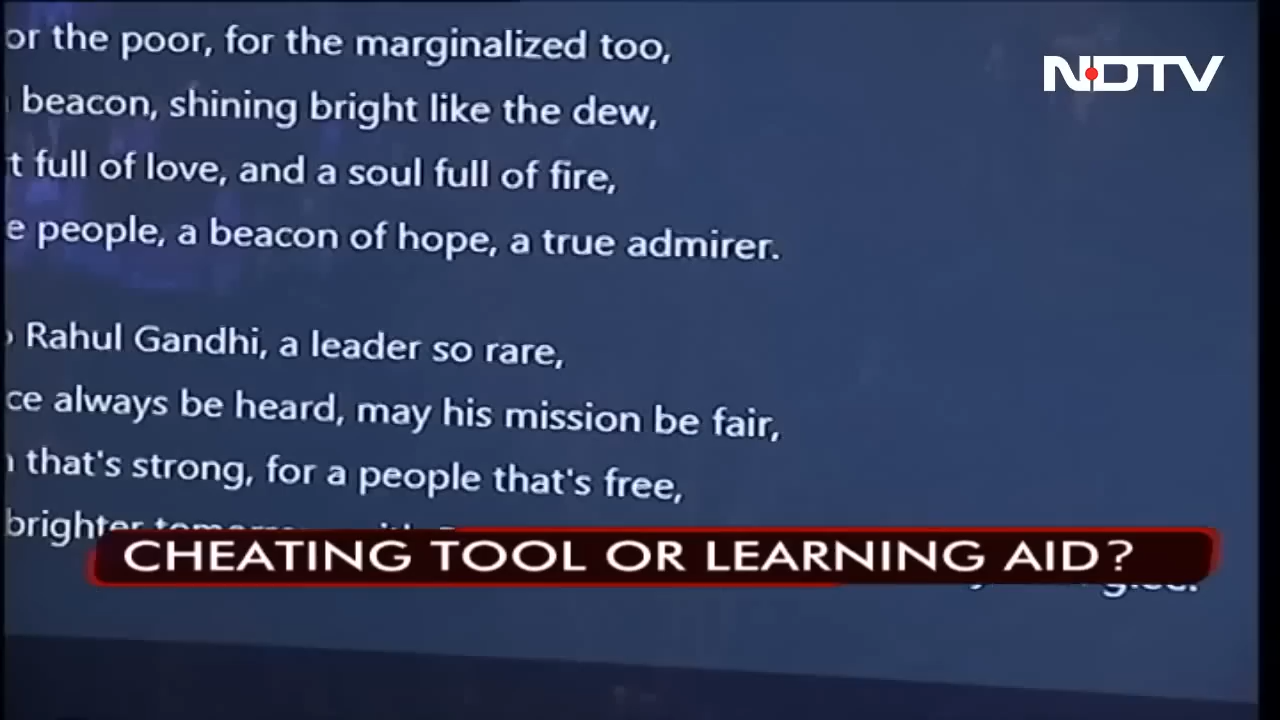 or the poor, for the marginalized too,
NDTV
beacon, shining bright like the dew,
t full of love, and a soul full of fire,
e people, a beacon of hope, a true admirer.
Rahul Gandhi, a leader so rare,
ce always be heard, may his mission be fair,
that's strong, for a people that's free,
brighter
CHEATING TOOL OR LEARNING AID?